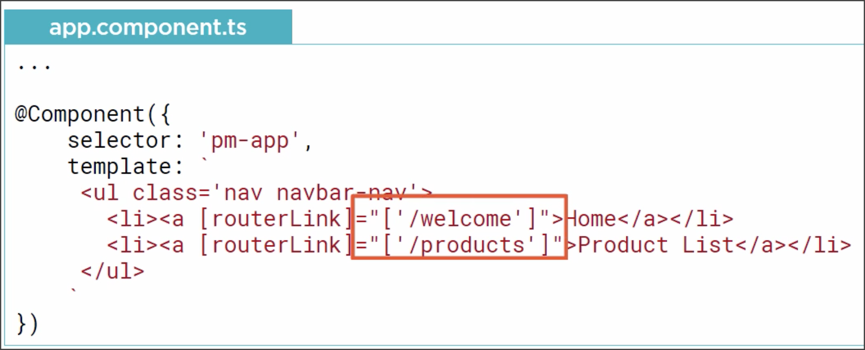 app.component.ts
...
@Component({
    selector: 'pm-app',
    template: `
     <ul class='nav navbar-nav'>
       <li><a [routerLink]="['/welcome']">Home</a></li>
       <li><a [routerLink]="['/products']">Product List</a></li>
     </ul>
    `
})